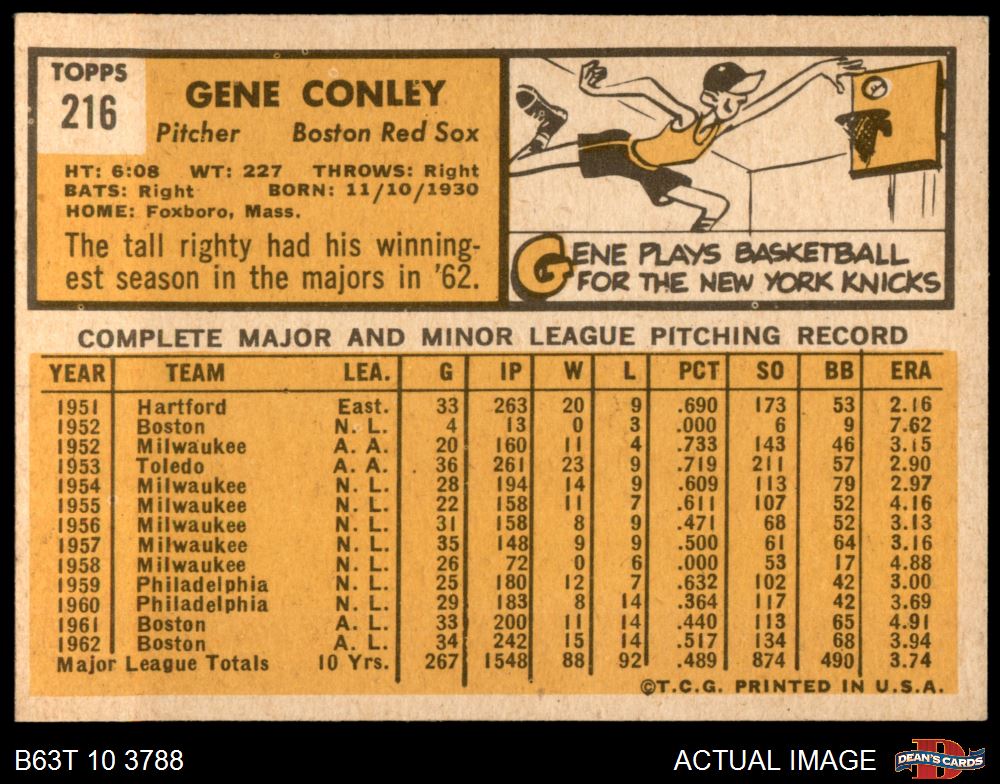 TOPPS
216
GENE CONLEY
Pitcher Boston Red Sox
HT: 6:08 WT: 227 THROWS: Right
BATS: Right BORN: 11/10/1930
HOME: Foxboro, Mass.
The tall righty had his winning-
est season in the majors in '62.
GENE PLAYS BASKETBALL
FOR THE NEW YORK KNICKS
COMPLETE MAJOR AND MINOR LEAGUE PITCHING RECORD
YEAR TEAM LEA. G IP W L PCT SO BB ERA
1951 Hartford East. 33 263 20 9 .690 173 53 2.16
1952 Boston N. L. 4 13 0 3 .000 6 9 7.62
1952 Milwaukee A. A. 20 160 11 4 .733 143 46 3.15
1953 Toledo A. A. 36 261 23 9 .719 211 57 2.90
1954 Milwaukee N. L. 28 194 14 9 .609 113 79 2.97
1955 Milwaukee N. L. 22 158 11 7 .611 107 52 4.16
1956 Milwaukee N. L. 31 158 8 9 .471 68 52 3.13
1957 Milwaukee N. L. 35 148 9 9 .500 61 64 3.16
1958 Milwaukee N. L. 26 72 0 6 .000 53 17 4.88
1959 Philadelphia N. L. 25 180 12 7 .632 102 42 3.00
1960 Philadelphia N. L. 29 183 8 14 .364 117 42 3.69
1961 Boston A. L. 33 200 11 14 .440 113 65 4.91
1962 Boston A. L. 34 242 15 14 .517 134 68 3.94
Major League Totals 10 Yrs. 267 1548 88 92 .489 874 490 3.74
©T.C.G. PRINTED IN U.S.A.
B63T 10 3788 ACTUAL IMAGE DEAN'S CARDS